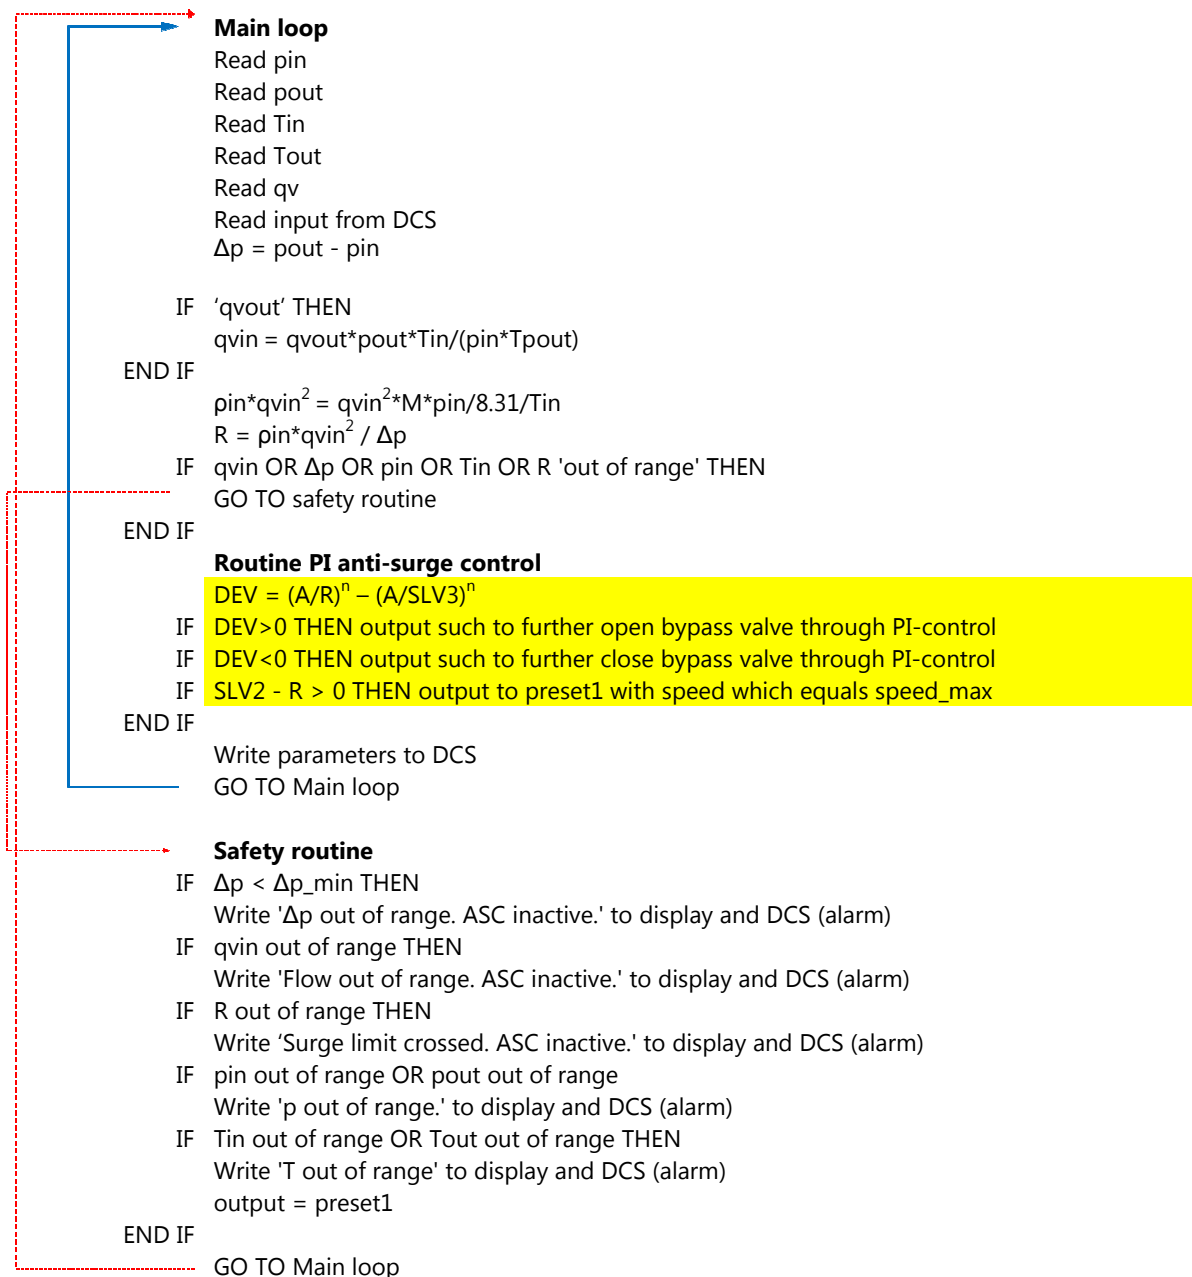 Main loop
Read pin
Read pout
Read Tin
Read Tout
Read qv
Read input from DCS
Δp = pout - pin
IF ‘qvout’ THEN
qvin = qvout*pout*Tin/(pin*Tpout)
END IF
ρin*qvin² = qvin²*M*pin/8.31/Tin
R = ρin*qvin² / Δp
IF qvin OR Δp OR pin OR Tin OR R 'out of range' THEN
GO TO safety routine
END IF
Routine PI anti-surge control
DEV = (A/R)ⁿ – (A/SLV3)ⁿ
IF DEV>0 THEN output such to further open bypass valve through PI-control
IF DEV<0 THEN output such to further close bypass valve through PI-control
IF SLV2 - R > 0 THEN output to preset1 with speed which equals speed_max
END IF
Write parameters to DCS
GO TO Main loop
Safety routine
IF Δp < Δp_min THEN
Write 'Δp out of range. ASC inactive.' to display and DCS (alarm)
IF qvin out of range THEN
Write 'Flow out of range. ASC inactive.' to display and DCS (alarm)
IF R out of range THEN
Write ‘Surge limit crossed. ASC inactive.' to display and DCS (alarm)
IF pin out of range OR pout out of range
Write 'p out of range.' to display and DCS (alarm)
IF Tin out of range OR Tout out of range THEN
Write 'T out of range' to display and DCS (alarm)
output = preset1
END IF
GO TO Main loop